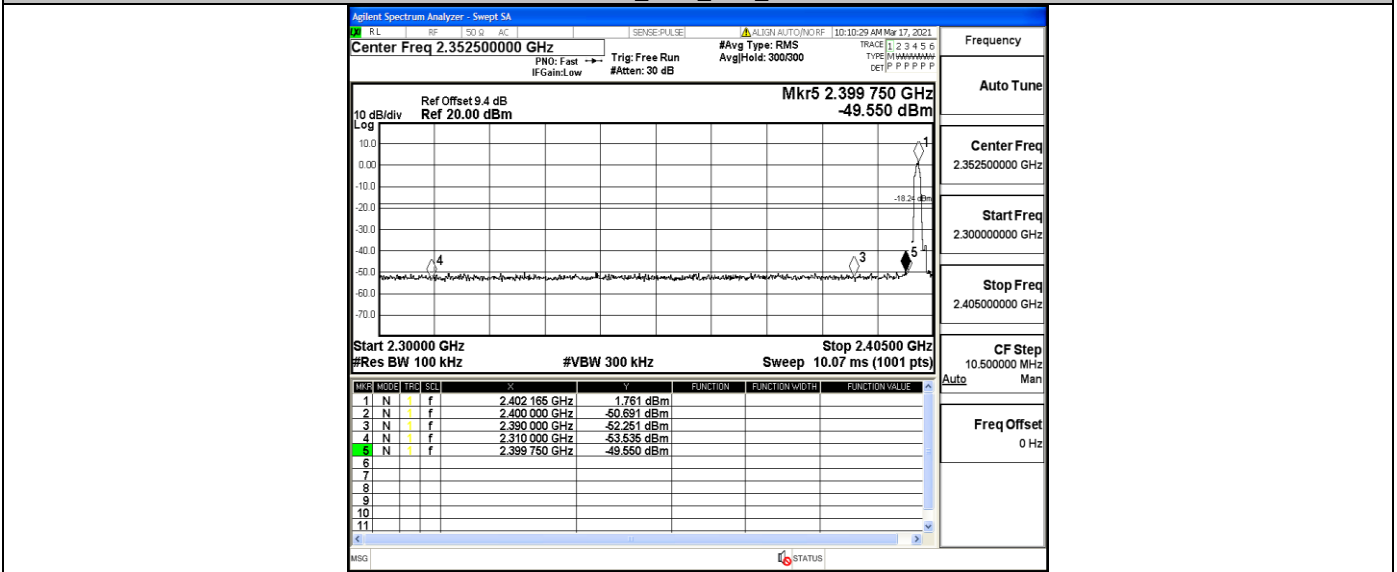 Agilent Spectrum Analyzer - Swept SA
RL RF 50 Ω AC SENSE:PULSE ALIGN AUTO/NO RF 10:10:29 AM Mar 17, 2021
Center Freq 2.352500000 GHz
PNO: Fast
IFGain:Low
Trig: Free Run
#Atten: 30 dB
#Avg Type: RMS
Avg|Hold: 300/300
TRACE 1 2 3 4 5 6
TYPE M WWWWW
DET P P P P P P
Frequency
Auto Tune
Mkr5 2.399 750 GHz
-49.550 dBm
Ref Offset 9.4 dB
10 dB/div Ref 20.00 dBm
Log
10.0
0.00
-10.0
-20.0
-30.0
-40.0
-50.0
-60.0
-70.0
1
-18.24 dBm
4
3
5
Center Freq
2.352500000 GHz
Start Freq
2.300000000 GHz
Stop Freq
2.405000000 GHz
Start 2.30000 GHz Stop 2.40500 GHz
#Res BW 100 kHz #VBW 300 kHz Sweep 10.07 ms (1001 pts)
CF Step
10.500000 MHz
Auto Man
MKR MODE TRC SCL X Y FUNCTION FUNCTION WIDTH FUNCTION VALUE
1 N 1 f 2.402 165 GHz 1.761 dBm
2 N 1 f 2.400 000 GHz -50.691 dBm
3 N 1 f 2.390 000 GHz -52.251 dBm
4 N 1 f 2.310 000 GHz -53.535 dBm
5 N 1 f 2.399 750 GHz -49.550 dBm
6
7
8
9
10
11
Freq Offset
0 Hz
MSG STATUS